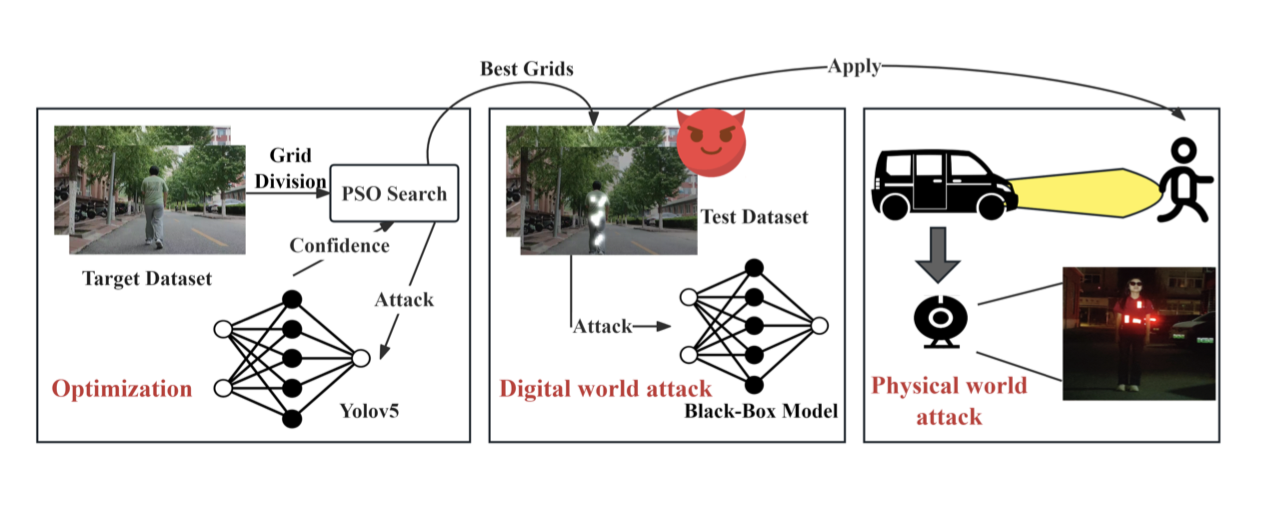 Best Grids
Apply
Grid
Division
PSO Search
Confidence
Target Dataset
Attack
Optimization
Yolov5
Test Dataset
Attack
Digital world attack
Black-Box Model
Physical world
attack